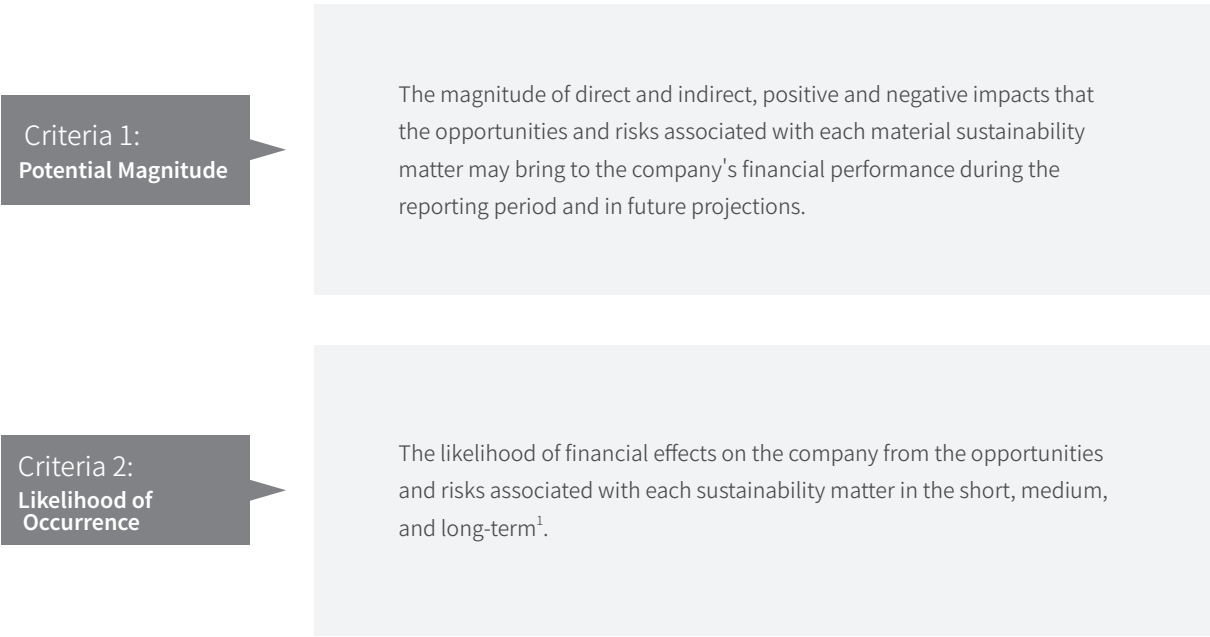 Criteria 1:
Potential Magnitude
The magnitude of direct and indirect, positive and negative impacts that
the opportunities and risks associated with each material sustainability
matter may bring to the company's financial performance during the
reporting period and in future projections.
Criteria 2:
Likelihood of
Occurrence
The likelihood of financial effects on the company from the opportunities
and risks associated with each sustainability matter in the short, medium,
and long-term¹.